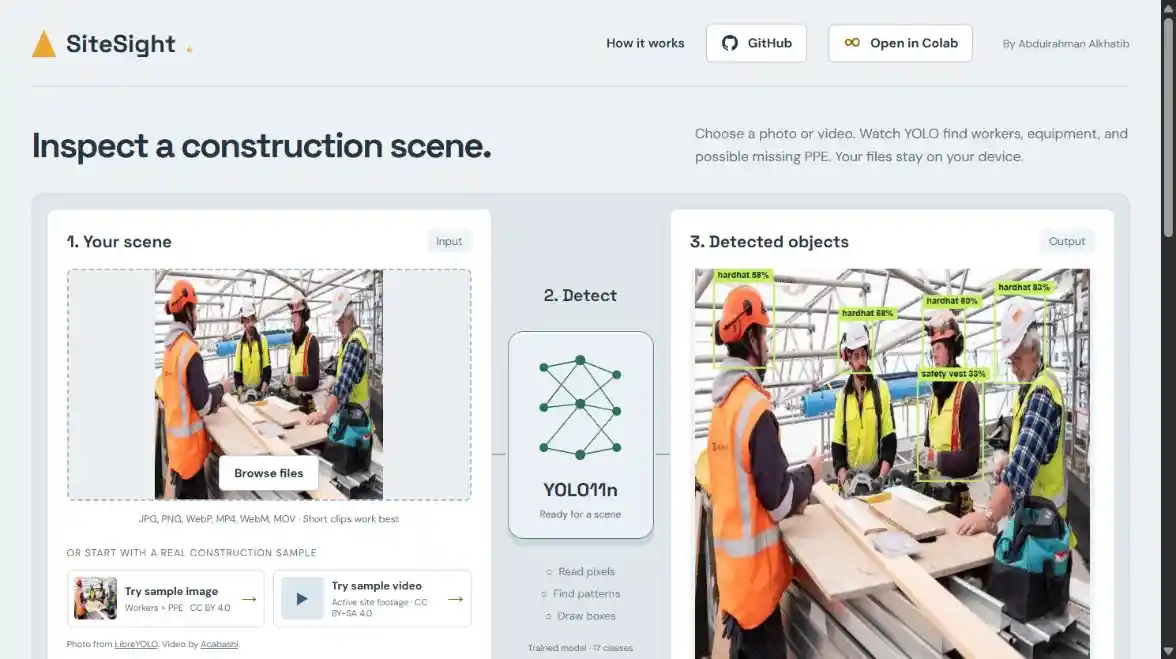 SiteSight
How it works
GitHub
Open in Colab
By Abdulrahman Alkhatib
Inspect a construction scene.
Choose a photo or video. Watch YOLO find workers, equipment, and
possible missing PPE. Your files stay on your device.
1. Your scene
Input
Browse files
JPG, PNG, WebP, MP4, WebM, MOV · Short clips work best
OR START WITH A REAL CONSTRUCTION SAMPLE
Try sample image
Workers + PPE · CC BY 4.0
→
Try sample video
Active site footage · CC
BY-SA 4.0
→
Photo from LibreYOLO. Video by Acabashi.
2. Detect
YOLO11n
Ready for a scene
Read pixels
Find patterns
Draw boxes
Trained model · 17 classes
3. Detected objects
Output
hardhat 58%
hardhat 68%
hardhat 80%
hardhat 83%
safety vest 33%